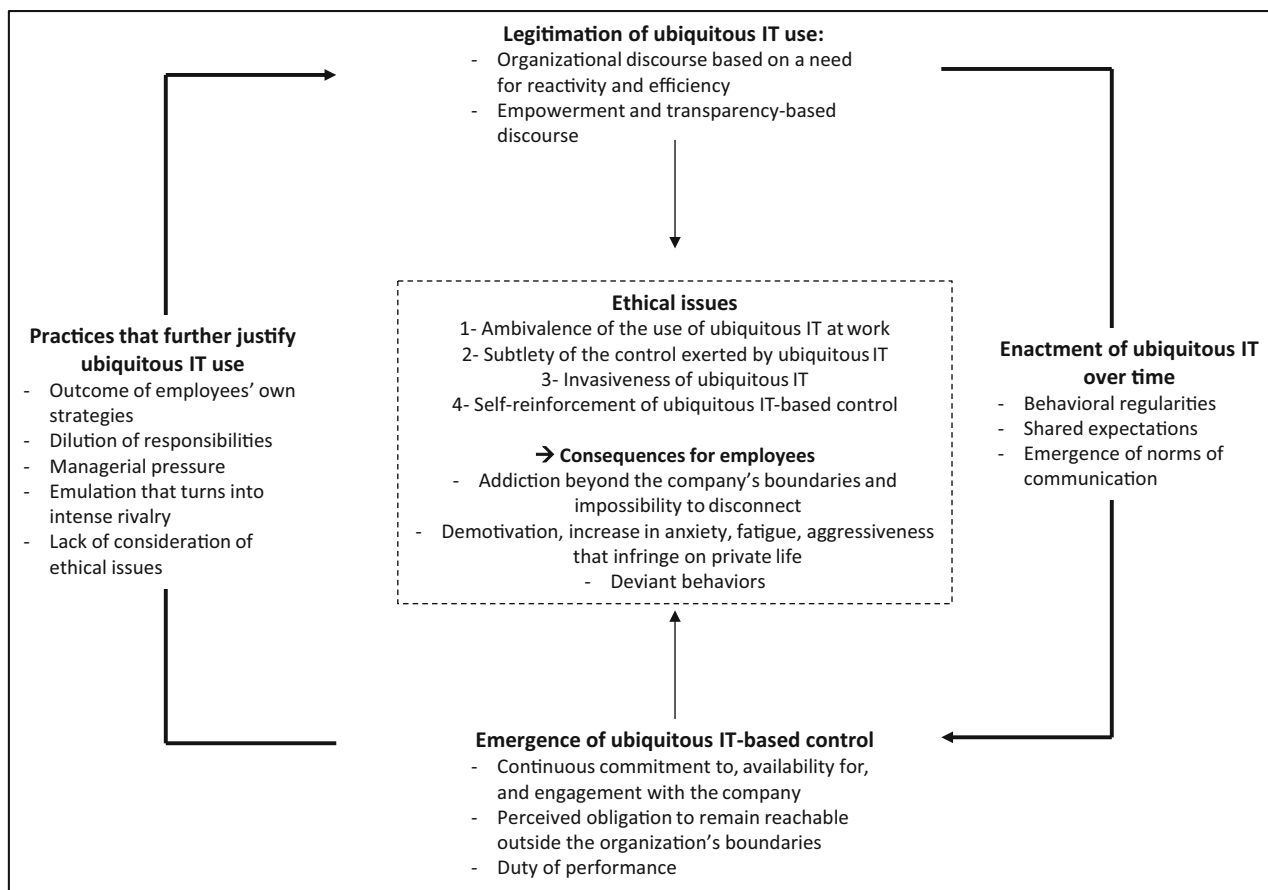 Legitimation of ubiquitous IT use:
- Organizational discourse based on a need
for reactivity and efficiency
- Empowerment and transparency-based
discourse
Practices that further justify
ubiquitous IT use
- Outcome of employees’ own
strategies
- Dilution of responsibilities
- Managerial pressure
- Emulation that turns into
intense rivalry
- Lack of consideration of
ethical issues
Ethical issues
1- Ambivalence of the use of ubiquitous IT at work
2- Subtlety of the control exerted by ubiquitous IT
3- Invasiveness of ubiquitous IT
4- Self-reinforcement of ubiquitous IT-based control
→ Consequences for employees
- Addiction beyond the company’s boundaries and
impossibility to disconnect
- Demotivation, increase in anxiety, fatigue, aggressiveness
that infringe on private life
- Deviant behaviors
Enactment of ubiquitous IT
over time
- Behavioral regularities
- Shared expectations
- Emergence of norms of
communication
Emergence of ubiquitous IT-based control
- Continuous commitment to, availability for,
and engagement with the company
- Perceived obligation to remain reachable
outside the organization’s boundaries
- Duty of performance